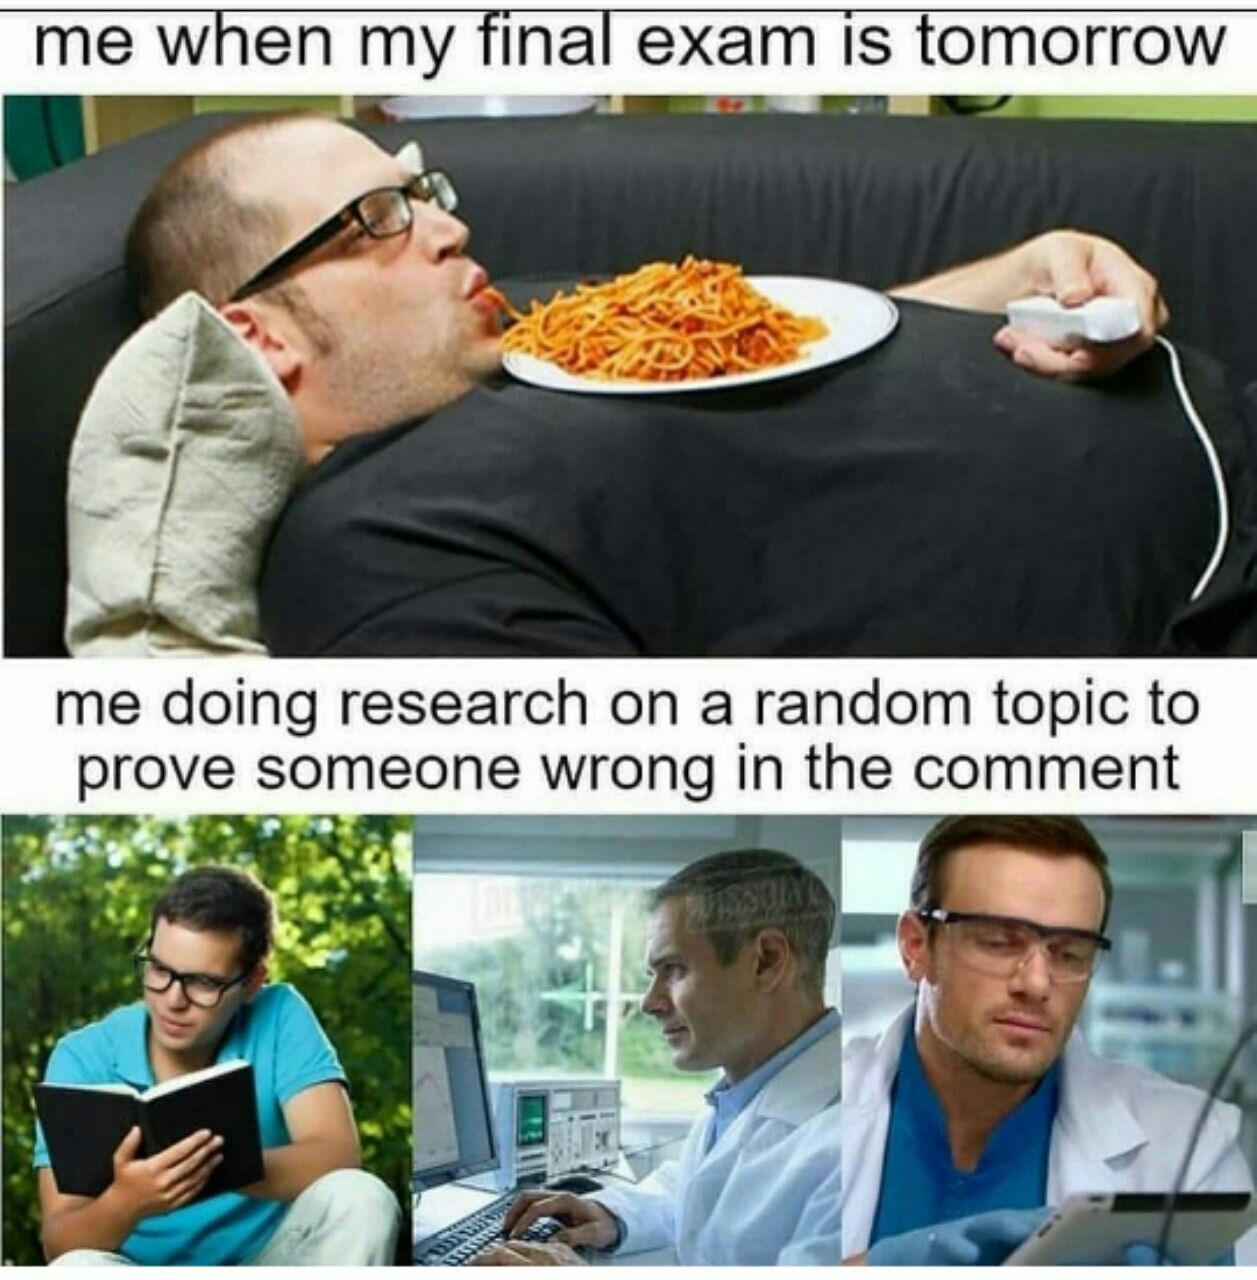 me when my final exam is tomorrow
me doing research on a random topic to
prove someone wrong in the comment